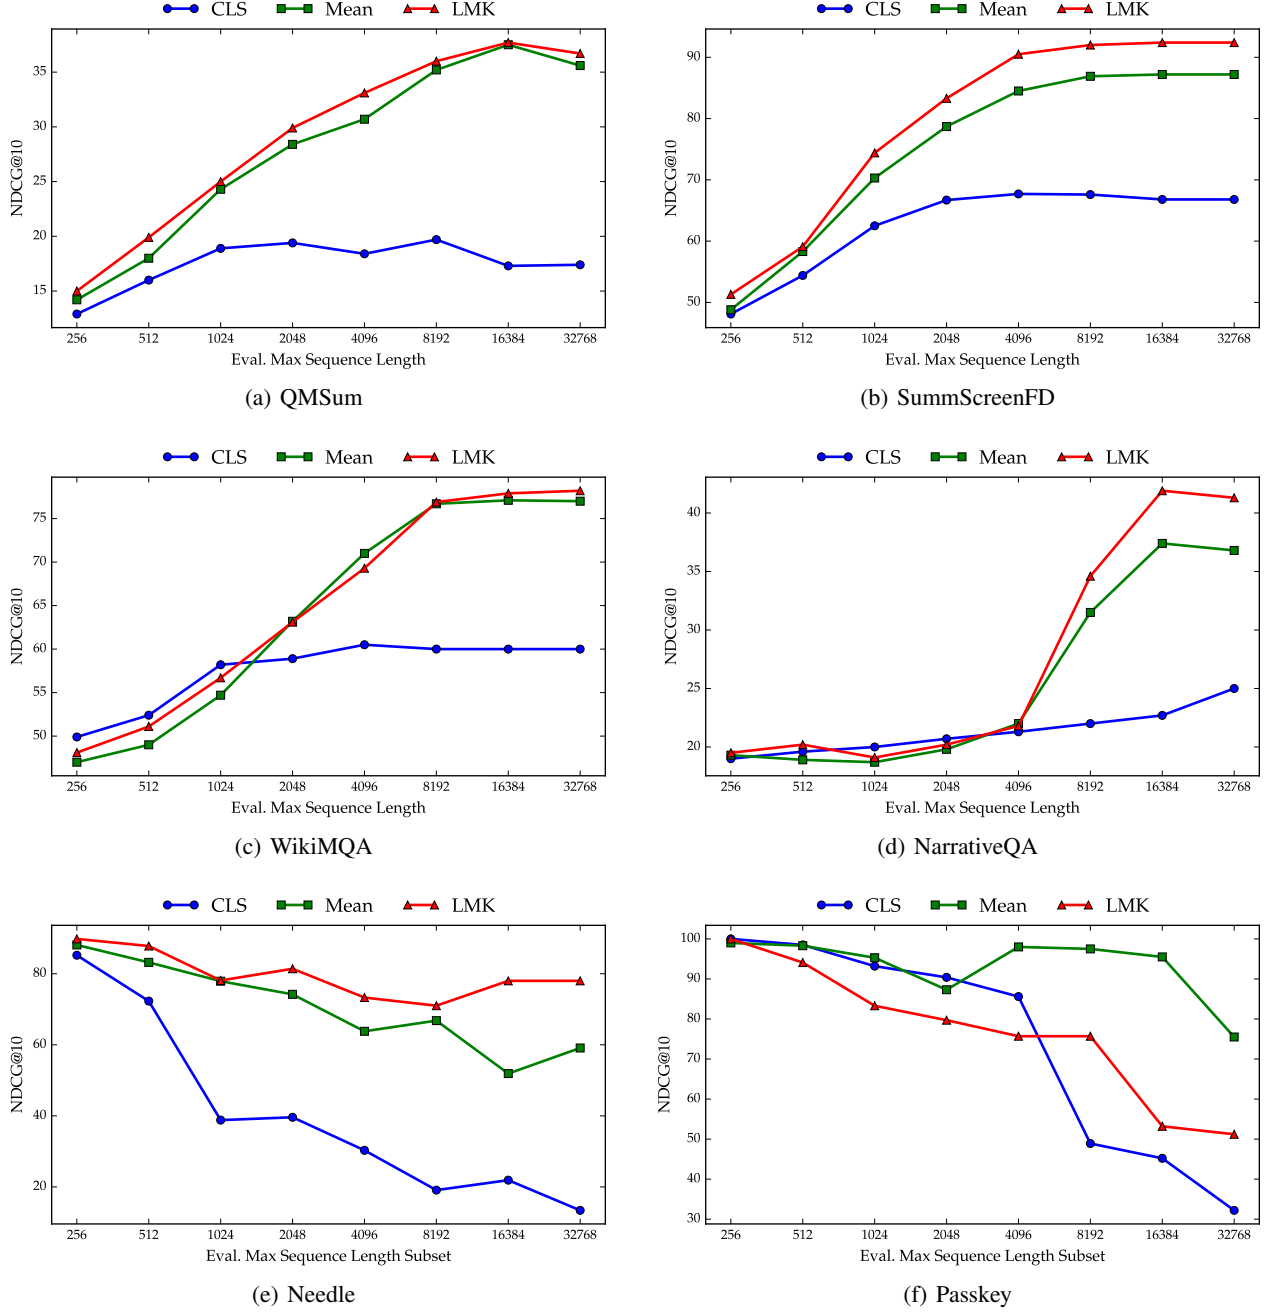 CLS Mean LMK
CLS Mean LMK
NDCG@10
35
30
25
20
15
256 512 1024 2048 4096 8192 16384 32768
Eval. Max Sequence Length
(a) QMSum
NDCG@10
90
80
70
60
50
256 512 1024 2048 4096 8192 16384 32768
Eval. Max Sequence Length
(b) SummScreenFD
CLS Mean LMK
CLS Mean LMK
NDCG@10
75
70
65
60
55
50
256 512 1024 2048 4096 8192 16384 32768
Eval. Max Sequence Length
(c) WikiMQA
NDCG@10
40
35
30
25
20
256 512 1024 2048 4096 8192 16384 32768
Eval. Max Sequence Length
(d) NarrativeQA
CLS Mean LMK
CLS Mean LMK
NDCG@10
80
60
40
20
256 512 1024 2048 4096 8192 16384 32768
Eval. Max Sequence Length Subset
(e) Needle
NDCG@10
100
90
80
70
60
50
40
30
256 512 1024 2048 4096 8192 16384 32768
Eval. Max Sequence Length Subset
(f) Passkey